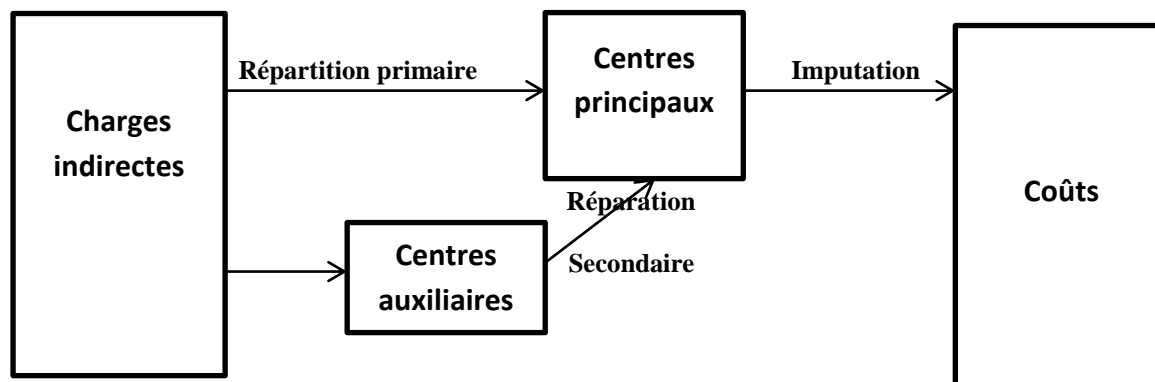 Charges
indirectes
Répartition primaire
Centres
principaux
Imputation
Coûts
Réparation
Secondaire
Centres
auxiliaires